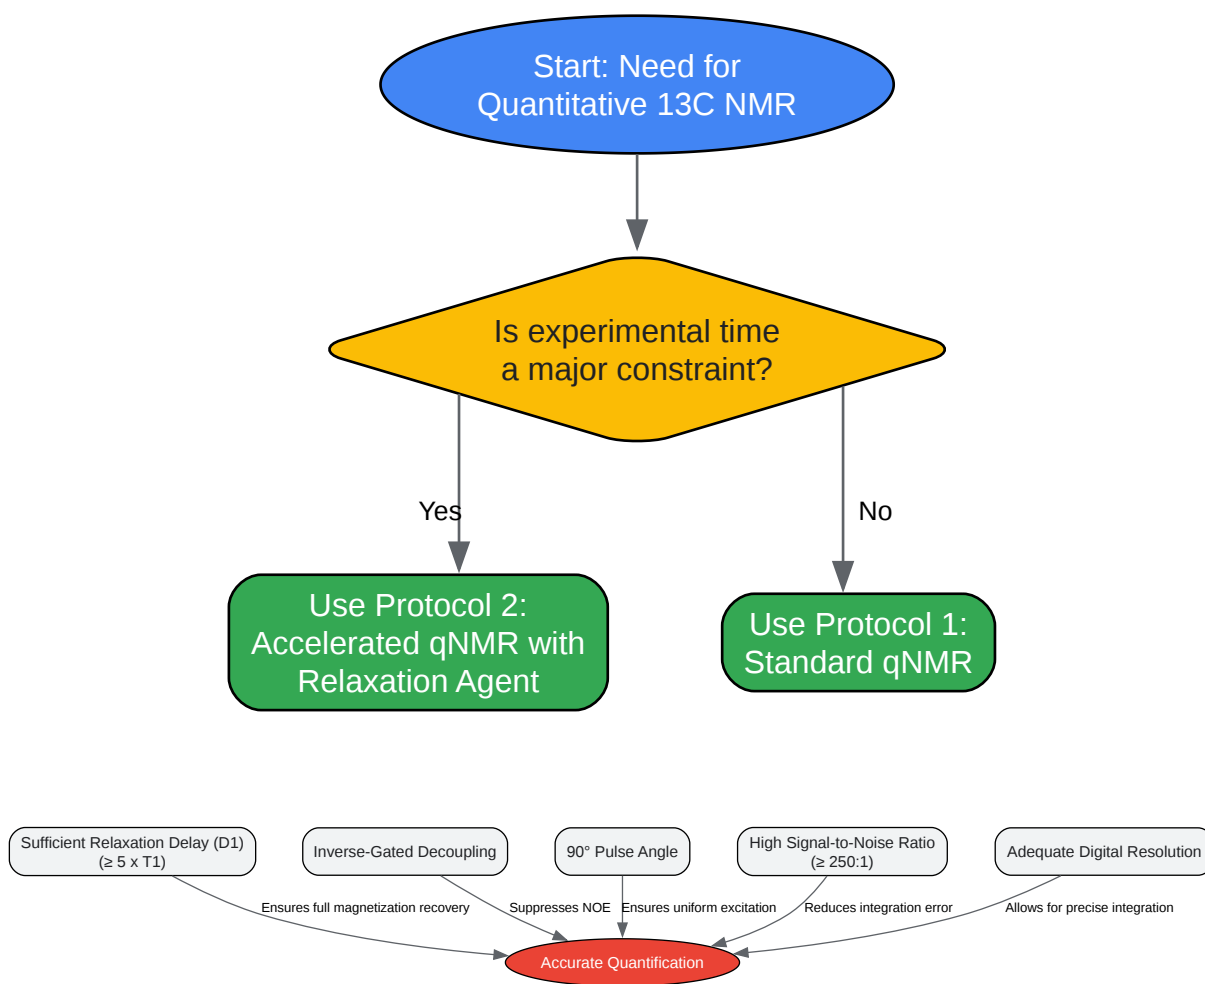 Start: Need for
Quantitative 13C NMR
Is experimental time
a major constraint?
Yes
No
Use Protocol 2:
Accelerated qNMR with
Relaxation Agent
Use Protocol 1:
Standard qNMR
Sufficient Relaxation Delay (D1)
(≥ 5 x T1)
Inverse-Gated Decoupling
90° Pulse Angle
High Signal-to-Noise Ratio
(≥ 250:1)
Adequate Digital Resolution
Ensures full magnetization recovery
Suppresses NOE
Ensures uniform excitation
Reduces integration error
Allows for precise integration
Accurate Quantification